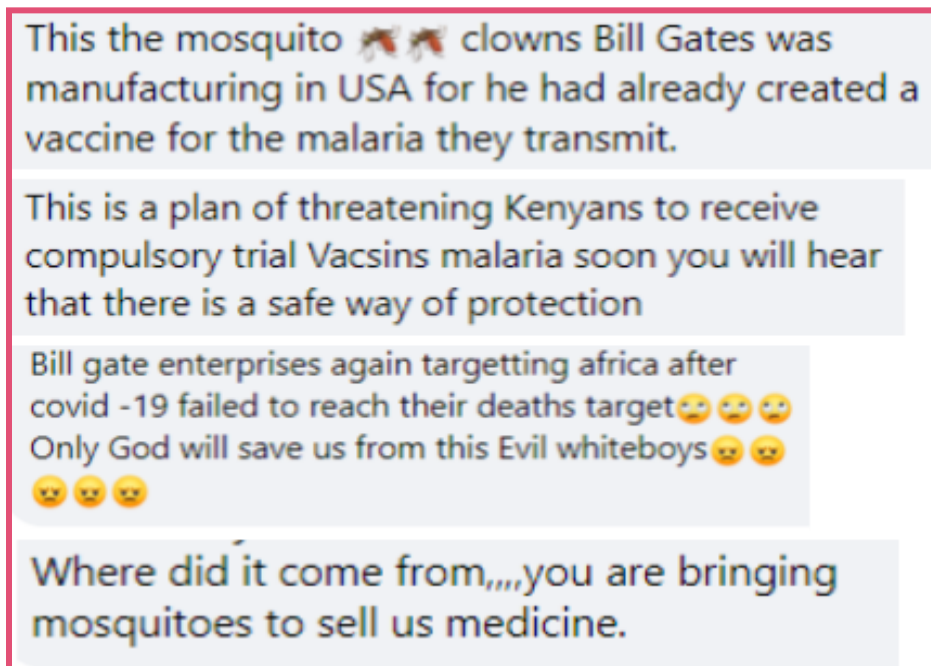 This the mosquito 🦟🦟 clowns Bill Gates was
manufacturing in USA for he had already created a
vaccine for the malaria they transmit.
This is a plan of threatening Kenyans to receive
compulsory trial Vacsins malaria soon you will hear
that there is a safe way of protection
Bill gate enterprises again targetting africa after
covid -19 failed to reach their deaths target🙄🙄🙄
Only God will save us from this Evil whiteboys😠😠
😠😠😠
Where did it come from,,,,you are bringing
mosquitoes to sell us medicine.